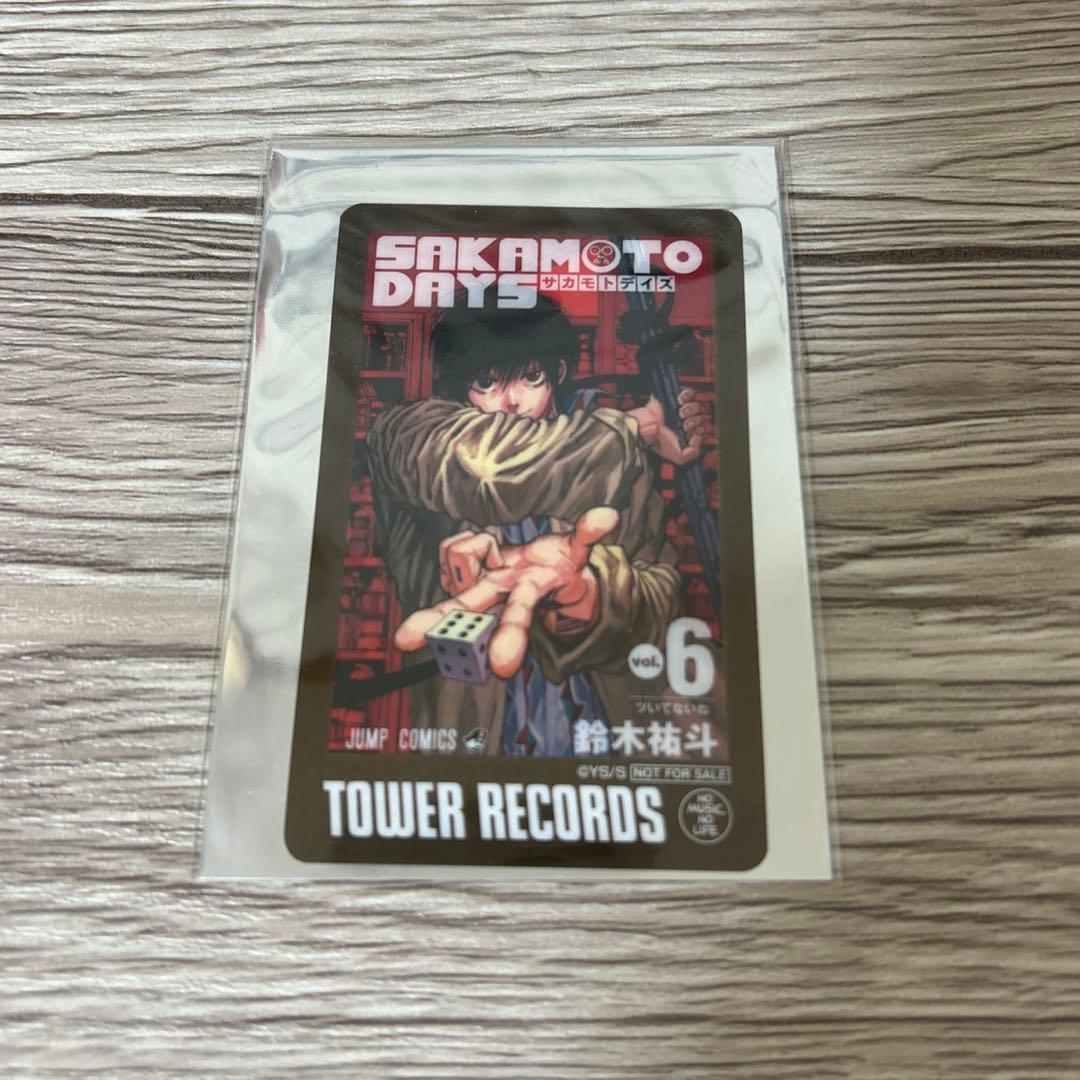 SAKAMOTO
DAYS サカモトデイズ
vol. 6
ツいてないね
JUMP COMICS 鈴木祐斗
©YS/S NOT FOR SALE
TOWER RECORDS
NO
MUSIC,
NO
LIFE.